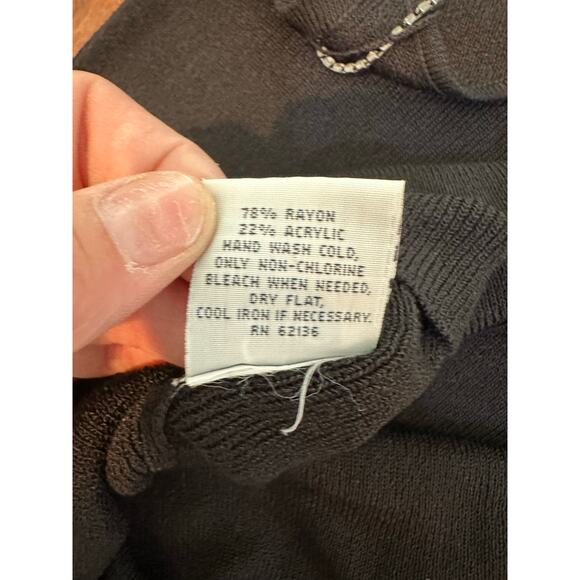 78% RAYON
22% ACRYLIC
HAND WASH COLD,
ONLY NON-CHLORINE
BLEACH WHEN NEEDED,
DRY FLAT,
COOL IRON IF NECESSARY.
RN 62136